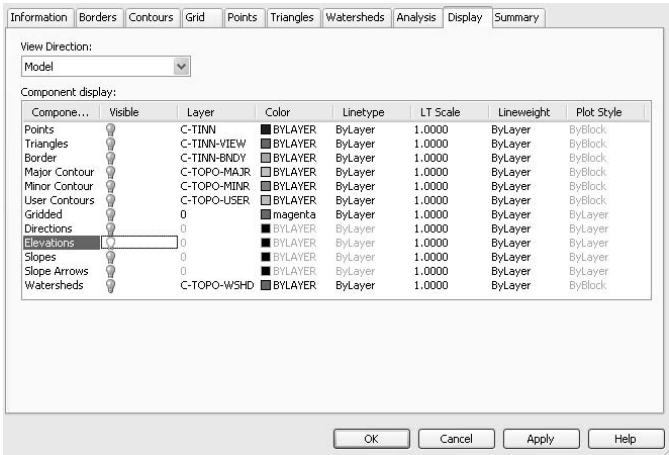 Information Borders Contours Grid Points Triangles Watersheds Analysis Display Summary
View Direction:
Model
Component display:
Compone... Visible Layer Color Linetype LT Scale Lineweight Plot Style
Points C-TINN BYLAYER ByLayer 1.0000 ByLayer ByBlock
Triangles C-TINN-VIEW BYLAYER ByLayer 1.0000 ByLayer ByBlock
Border C-TINN-BNDY BYLAYER ByLayer 1.0000 ByLayer ByBlock
Major Contour C-TOPO-MAJR BYLAYER ByLayer 1.0000 ByLayer ByBlock
Minor Contour C-TOPO-MINR BYLAYER ByLayer 1.0000 ByLayer ByBlock
User Contours C-TOPO-USER BYLAYER ByLayer 1.0000 ByLayer ByBlock
Gridded 0 magenta ByLayer 1.0000 ByLayer ByLayer
Directions 0 BYLAYER ByLayer 1.0000 ByLayer ByBlock
Elevations 0 BYLAYER ByLayer 1.0000 ByLayer ByLayer
Slopes 0 BYLAYER ByLayer 1.0000 ByLayer ByLayer
Slope Arrows 0 BYLAYER ByLayer 1.0000 ByLayer ByLayer
Watersheds C-TOPO-WSHD BYLAYER ByLayer 1.0000 ByLayer ByBlock
OK Cancel Apply Help